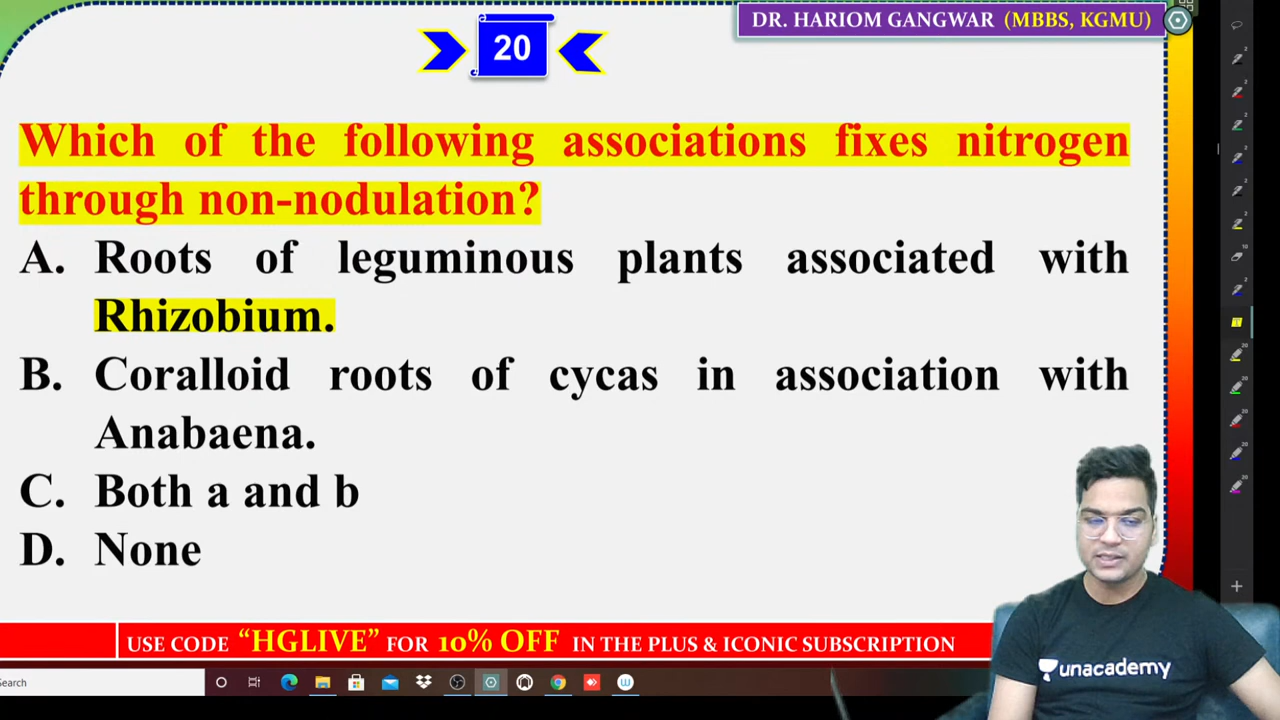 DR. HARIOM GANGWAR (MBBS, KGMU)
20
Which of the following associations fixes nitrogen
through non-nodulation?
A. Roots of leguminous plants associated with
Rhizobium.
B. Coralloid roots of cycas in association with
Anabaena.
C. Both a and b
D. None
unacademy
USE CODE “HGLIVE” FOR 10% OFF IN THE PLUS & ICONIC SUBSCRIPTION
Search